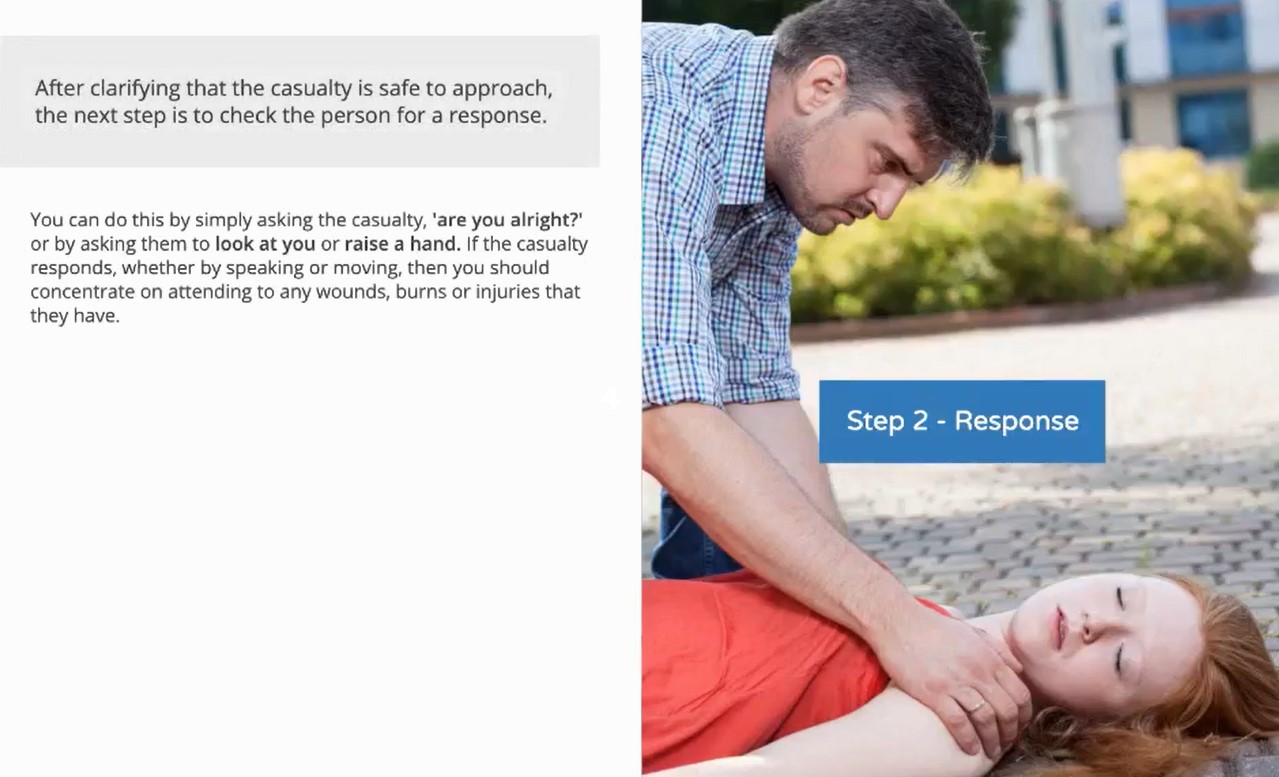 After clarifying that the casualty is safe to approach,
the next step is to check the person for a response.
You can do this by simply asking the casualty, 'are you alright?'
or by asking them to look at you or raise a hand. If the casualty
responds, whether by speaking or moving, then you should
concentrate on attending to any wounds, burns or injuries that
they have.
Step 2 - Response